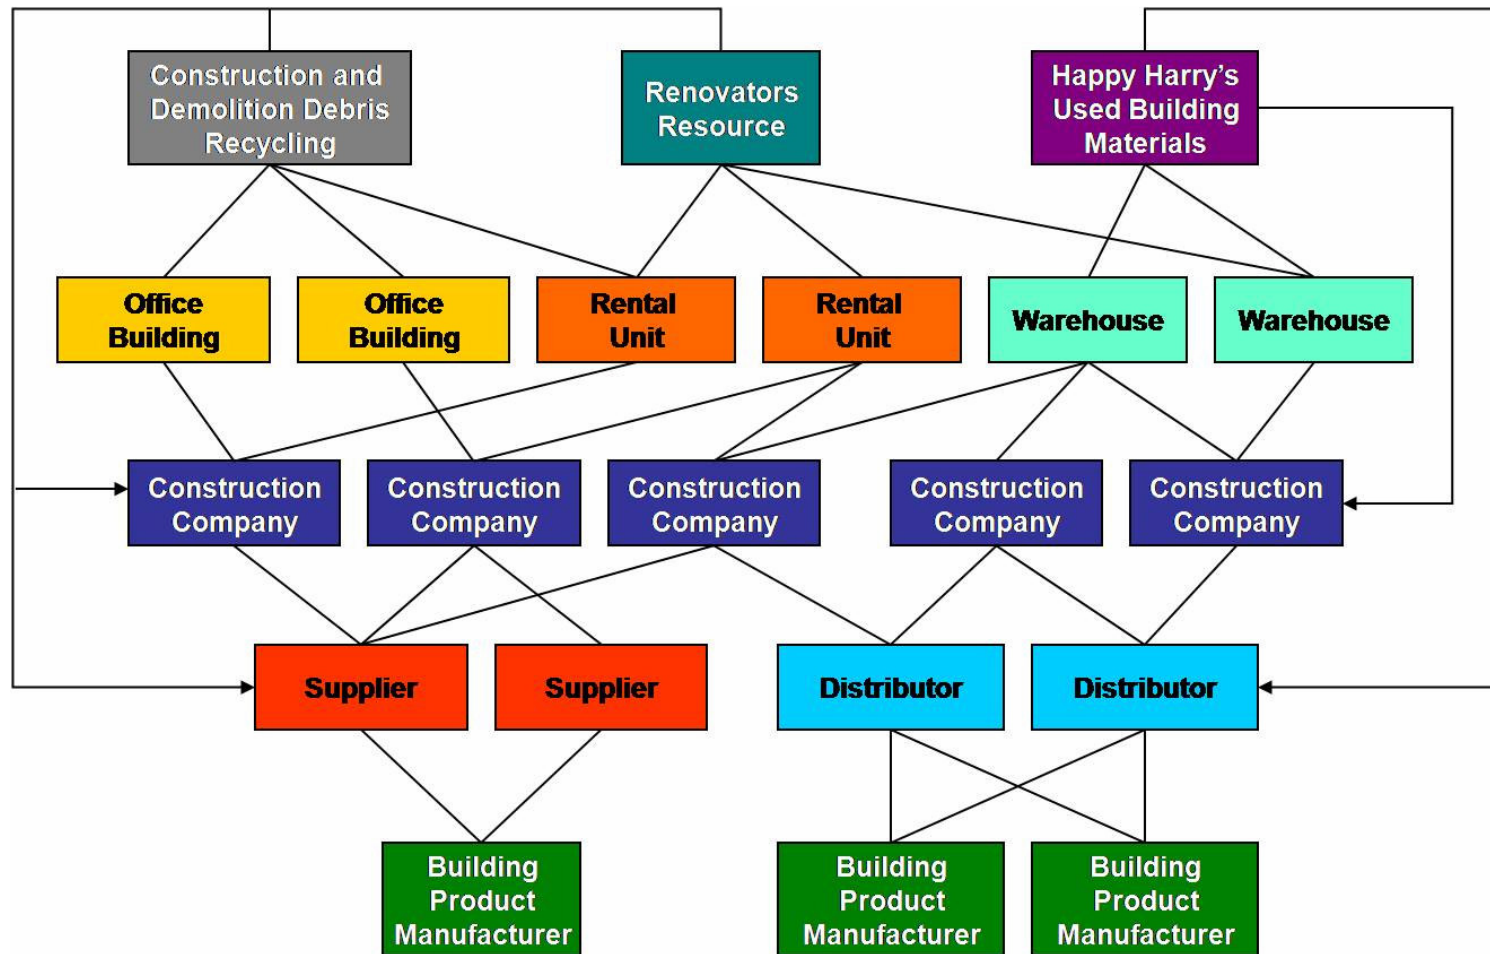 Construction and
Demolition Debris
Recycling
Renovators
Resource
Happy Harry's
Used Building
Materials
Office
Building
Office
Building
Rental
Unit
Rental
Unit
Warehouse
Warehouse
Construction
Company
Construction
Company
Construction
Company
Construction
Company
Construction
Company
Supplier
Supplier
Distributor
Distributor
Building
Product
Manufacturer
Building
Product
Manufacturer
Building
Product
Manufacturer